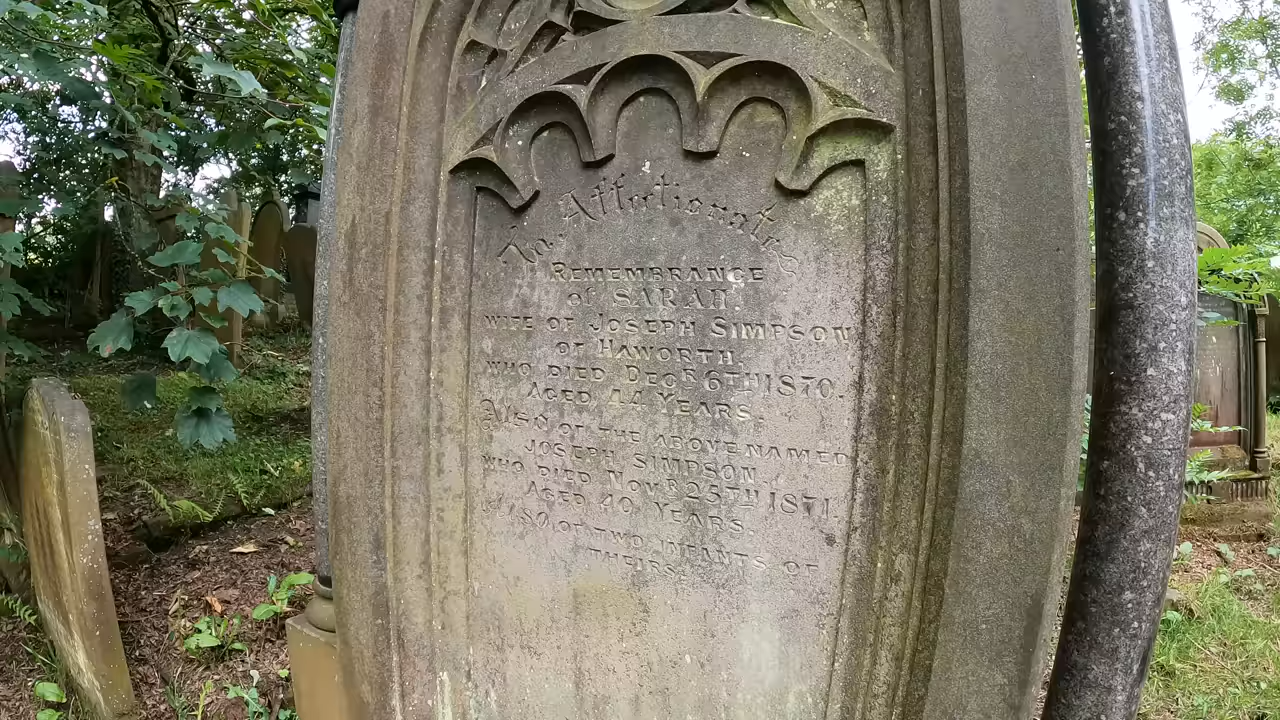 In Affectionate
REMEMBRANCE
of SARAH,
WIFE OF JOSEPH SIMPSON
OF HAWORTH,
WHO DIED DECR 6TH 1870.
AGED 44 YEARS.
ALSO OF THE ABOVE NAMED
JOSEPH SIMPSON,
WHO DIED NOVR 25TH 1871.
AGED 40 YEARS.
ALSO OF TWO INFANTS OF
THEIRS.